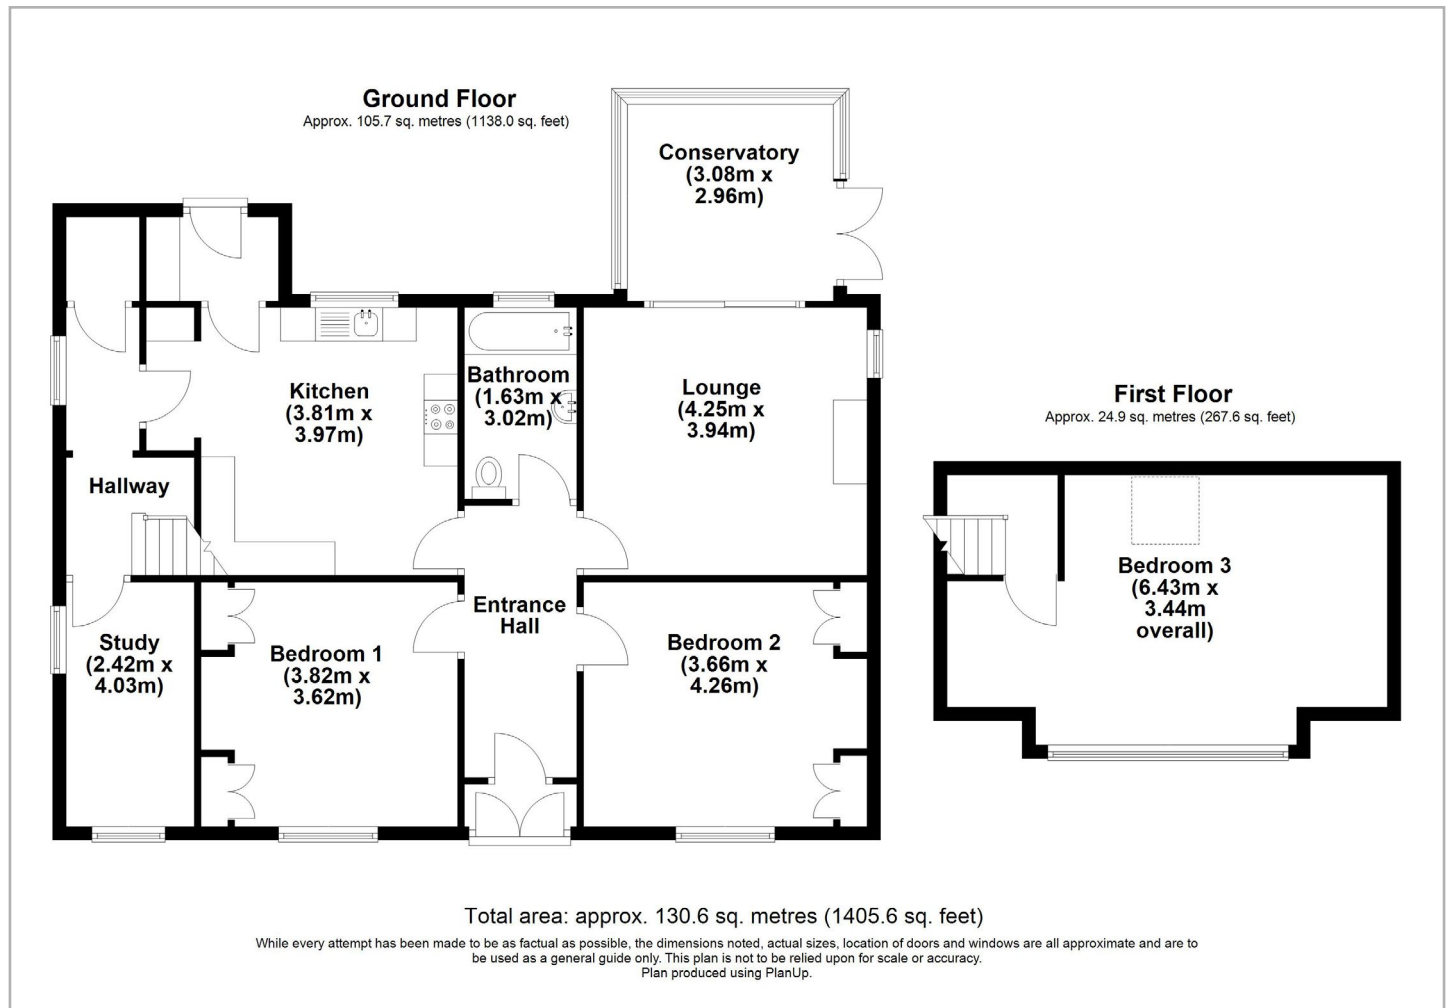 Ground Floor
Approx. 105.7 sq. metres (1138.0 sq. feet)
Conservatory
(3.08m x
2.96m)
Kitchen
(3.81m x
3.97m)
Bathroom
(1.63m x
3.02m)
Lounge
(4.25m x
3.94m)
Hallway
Entrance
Hall
Study
(2.42m x
4.03m)
Bedroom 1
(3.82m x
3.62m)
Bedroom 2
(3.66m x
4.26m)
First Floor
Approx. 24.9 sq. metres (267.6 sq. feet)
Bedroom 3
(6.43m x
3.44m
overall)
Total area: approx. 130.6 sq. metres (1405.6 sq. feet)
While every attempt has been made to be as factual as possible, the dimensions noted, actual sizes, location of doors and windows are all approximate and are to
be used as a general guide only. This plan is not to be relied upon for scale or accuracy.
Plan produced using PlanUp.